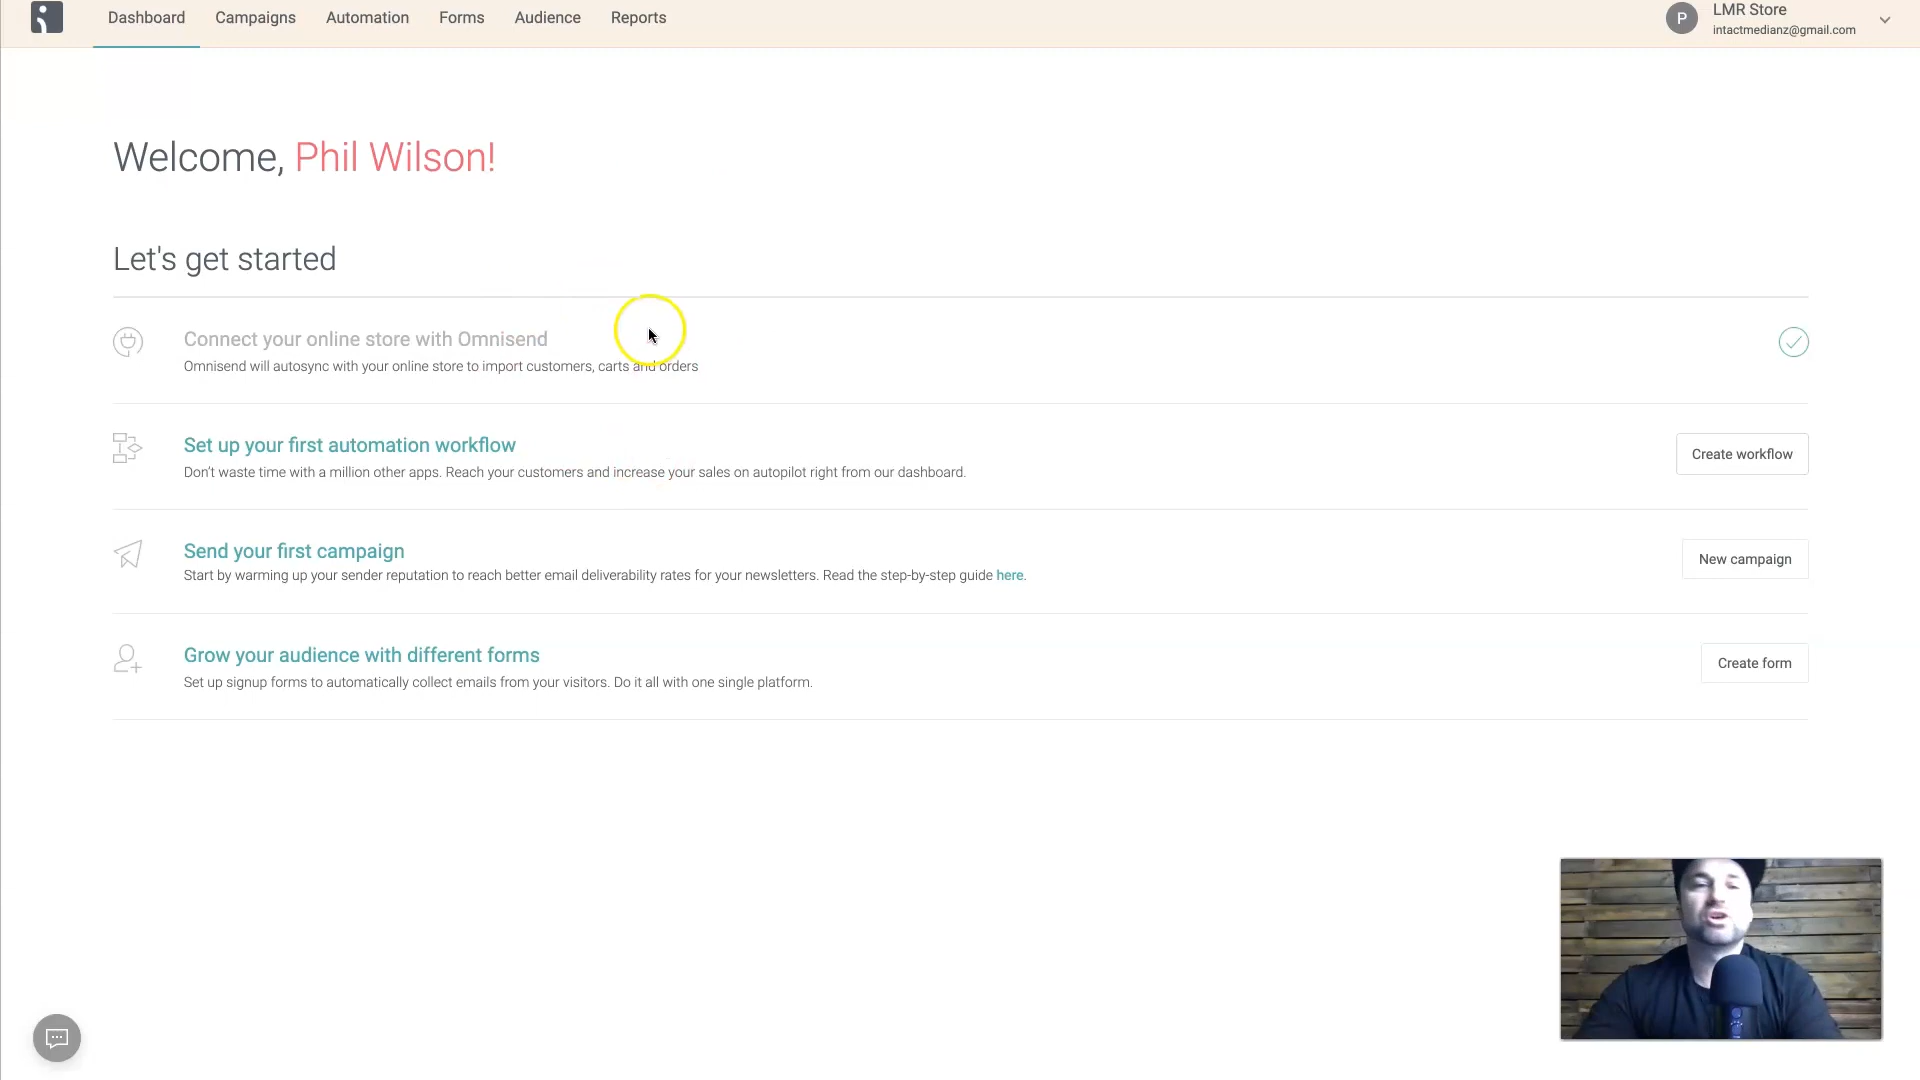 Dashboard
Campaigns
Automation
Forms
Audience
Reports
P
LMR Store
intactmedianz@gmail.com
Welcome, Phil Wilson!
Let's get started
Connect your online store with Omnisend
Omnisend will autosync with your online store to import customers, carts and orders
Set up your first automation workflow
Don't waste time with a million other apps. Reach your customers and increase your sales on autopilot right from our dashboard.
Create workflow
Send your first campaign
Start by warming up your sender reputation to reach better email deliverability rates for your newsletters. Read the step-by-step guide here.
New campaign
Grow your audience with different forms
Set up signup forms to automatically collect emails from your visitors. Do it all with one single platform.
Create form